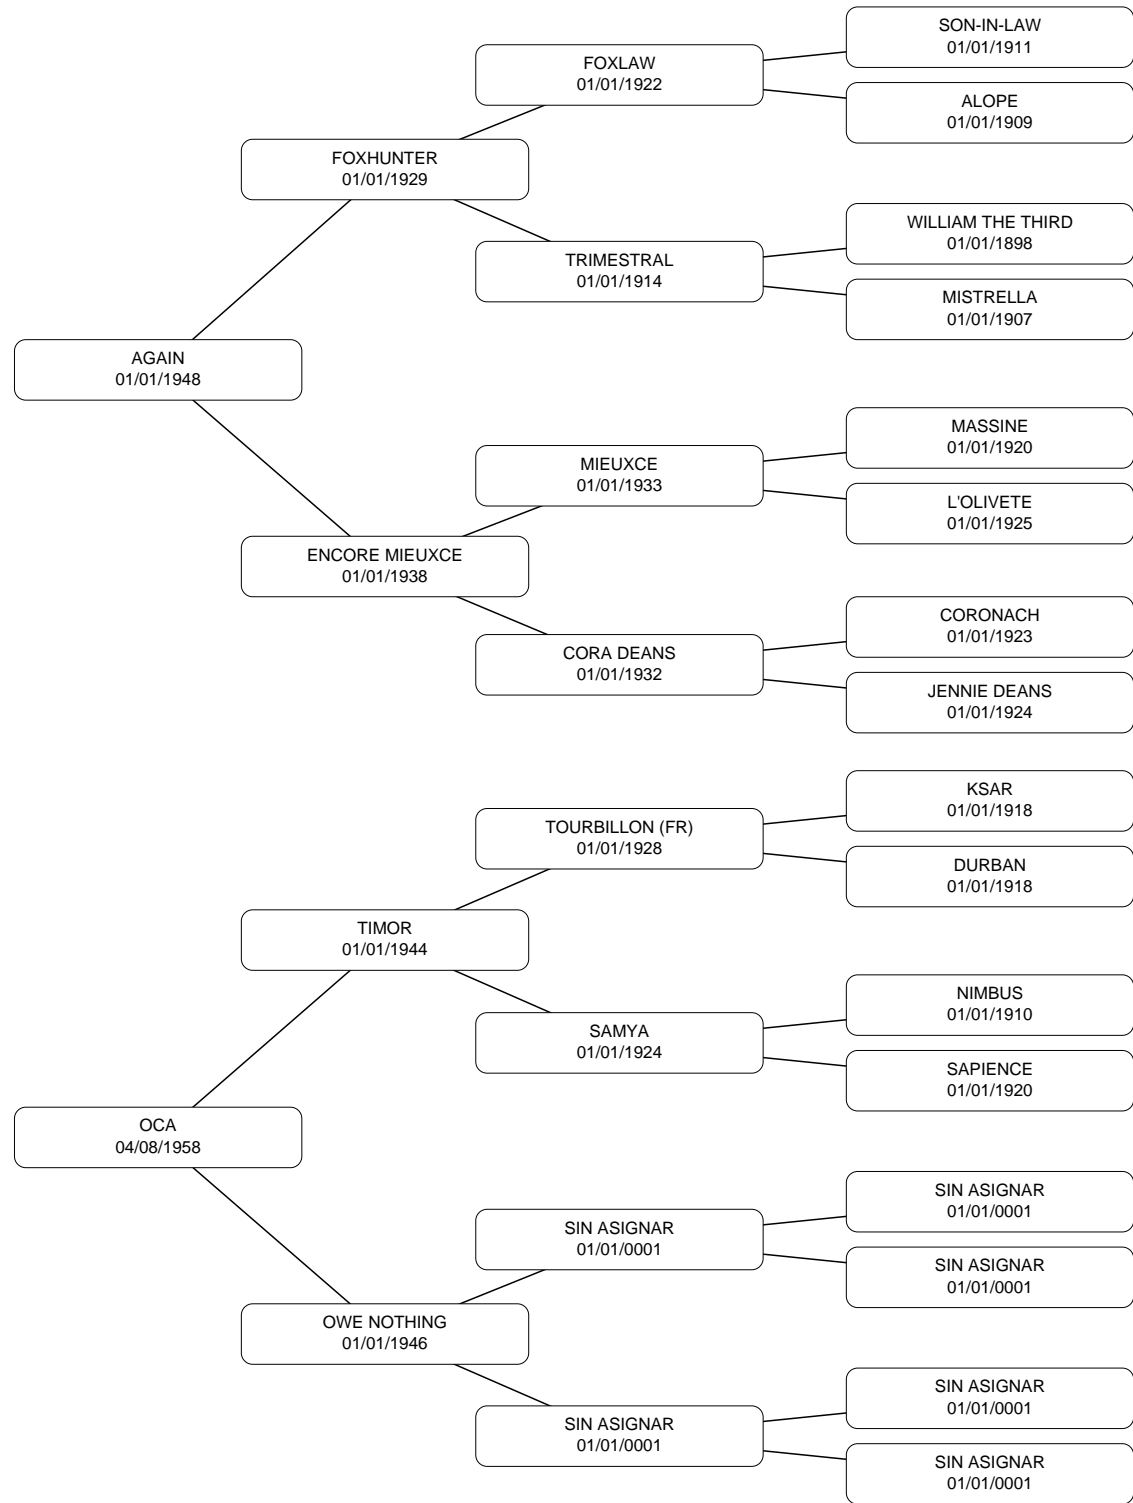 SON-IN-LAW
01/01/1911
FOXLAW
01/01/1922
ALOPE
01/01/1909
FOXHUNTER
01/01/1929
WILLIAM THE THIRD
01/01/1898
TRIMESTRAL
01/01/1914
MISTRELLA
01/01/1907
AGAIN
01/01/1948
MASSINE
01/01/1920
MIEUXCE
01/01/1933
L'OLIVETE
01/01/1925
ENCORE MIEUXCE
01/01/1938
CORONACH
01/01/1923
CORA DEANS
01/01/1932
JENNIE DEANS
01/01/1924
KSAR
01/01/1918
TOURBILLON (FR)
01/01/1928
DURBAN
01/01/1918
TIMOR
01/01/1944
NIMBUS
01/01/1910
SAMYA
01/01/1924
SAPIENCE
01/01/1920
OCA
04/08/1958
SIN ASIGNAR
01/01/0001
SIN ASIGNAR
01/01/0001
SIN ASIGNAR
01/01/0001
OWE NOTHING
01/01/1946
SIN ASIGNAR
01/01/0001
SIN ASIGNAR
01/01/0001
SIN ASIGNAR
01/01/0001